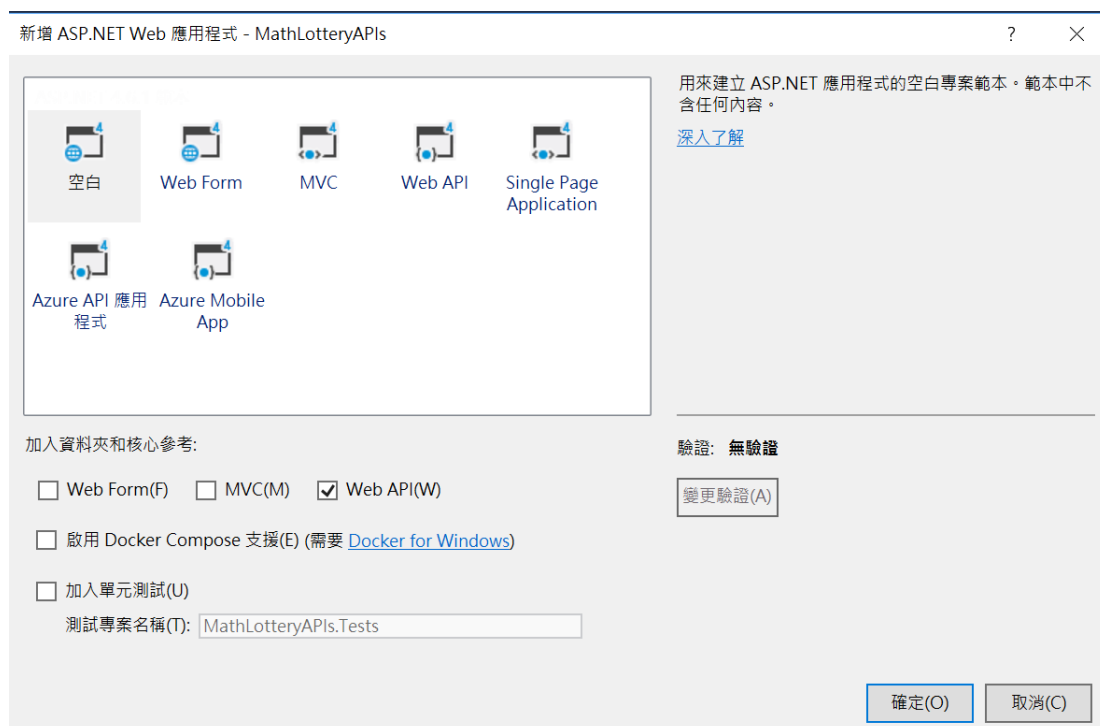 新增 ASP.NET Web 應用程式 - MathLotteryAPIs
?
空白
Web Form
MVC
Web API
Single Page
Application
Azure API 應用
程式
Azure Mobile
App
用來建立 ASP.NET 應用程式的空白專案範本。範本中不
含任何內容。
深入了解
加入資料夾和核心參考:
Web Form(F)
MVC(M)
Web API(W)
啟用 Docker Compose 支援(E) (需要 Docker for Windows)
加入單元測試(U)
測試專案名稱(T): MathLotteryAPIs.Tests
驗證: 無驗證
變更驗證(A)
確定(O)
取消(C)